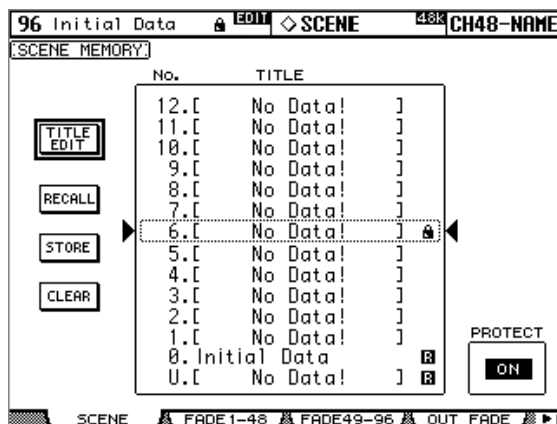 96 Initial Data EDIT SCENE 48K CH48-NAME
SCENE MEMORY
No. TITLE
12.[ No Data! ]
11.[ No Data! ]
10.[ No Data! ]
9.[ No Data! ]
8.[ No Data! ]
7.[ No Data! ]
6.[ No Data! ]
5.[ No Data! ]
4.[ No Data! ]
3.[ No Data! ]
2.[ No Data! ]
1.[ No Data! ]
0.Initial Data R
U.[ No Data! ] R
TITLE EDIT
RECALL
STORE
CLEAR
PROTECT
ON
SCENE FADE1-48 FADE49-96 OUT FADE